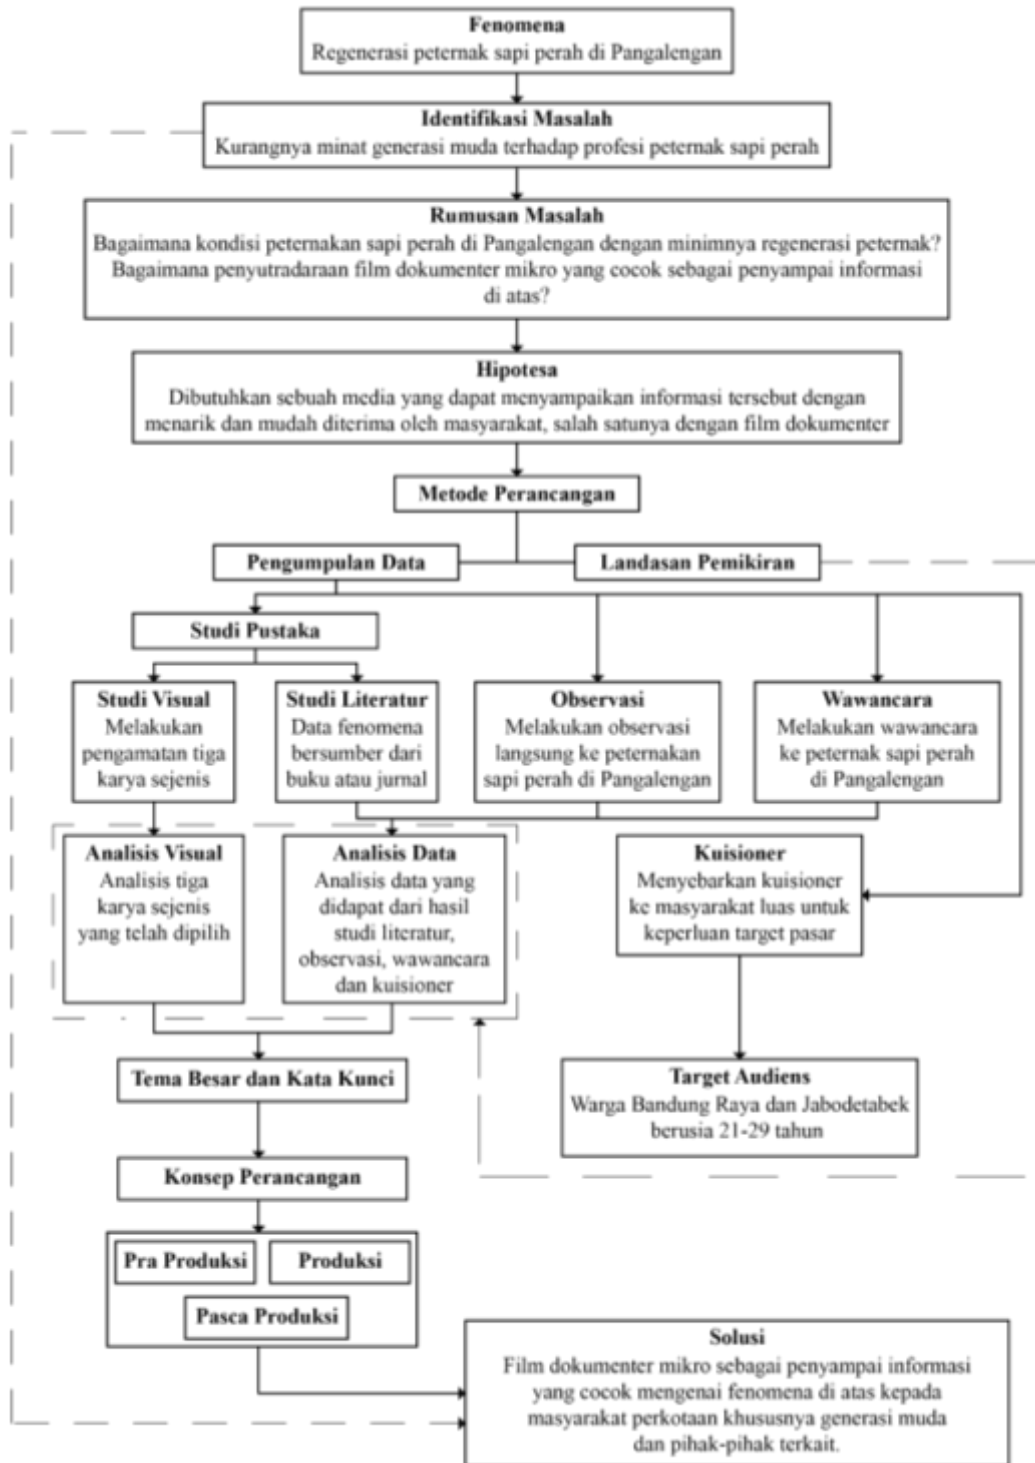 Fenomena
Regenerasi peternak sapi perah di Pangalengan
Identifikasi Masalah
Kurangnya minat generasi muda terhadap profesi peternak sapi perah
Rumusan Masalah
Bagaimana kondisi peternakan sapi perah di Pangalengan dengan minimnya regenerasi peternak?
Bagaimana penyutradaraan film dokumenter mikro yang cocok sebagai penyampai informasi
di atas?
Hipotesa
Dibutuhkan sebuah media yang dapat menyampaikan informasi tersebut dengan
menarik dan mudah diterima oleh masyarakat, salah satunya dengan film dokumenter
Metode Perancangan
Pengumpulan Data
Landasan Pemikiran
Studi Pustaka
Studi Visual
Melakukan
pengamatan tiga
karya sejenis
Studi Literatur
Data fenomena
bersumber dari
buku atau jurnal
Observasi
Melakukan observasi
langsung ke peternakan
sapi perah di Pangalengan
Wawancara
Melakukan wawancara
ke peternak sapi perah
di Pangalengan
Analisis Visual
Analisis tiga
karya sejenis
yang telah dipilih
Analisis Data
Analisis data yang
didapat dari hasil
studi literatur,
observasi, wawancara
dan kuisioner
Kuisioner
Menyebarkan kuisioner
ke masyarakat luas untuk
keperluan target pasar
Tema Besar dan Kata Kunci
Target Audiens
Warga Bandung Raya dan Jabodetabek
berusia 21-29 tahun
Konsep Perancangan
Pra Produksi
Produksi
Pasca Produksi
Solusi
Film dokumenter mikro sebagai penyampai informasi
yang cocok mengenai fenomena di atas kepada
masyarakat perkotaan khususnya generasi muda
dan pihak-pihak terkait.